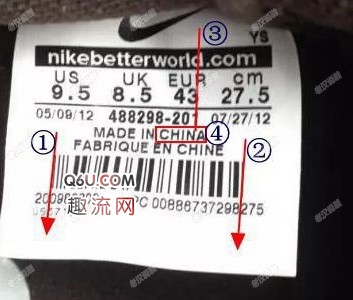 YS
nikebetterworld.com
US UK EUR cm
9.5 8.5 43 27.5
05/09/12 488298-201 07/27/12
③
MADE IN CHINA ④
FABRIQUE EN CHINE
① ②
Q6U.COM
趣流网
UPC 00886737298275